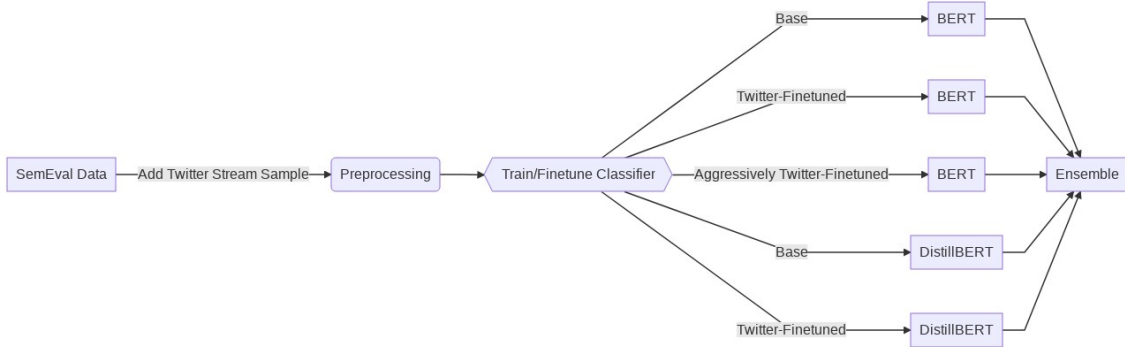 Base
BERT
Twitter-Finetuned
BERT
SemEval Data
Add Twitter Stream Sample
Preprocessing
Train/Finetune Classifier
Aggressively Twitter-Finetuned
BERT
Ensemble
Base
DistillBERT
Twitter-Finetuned
DistillBERT